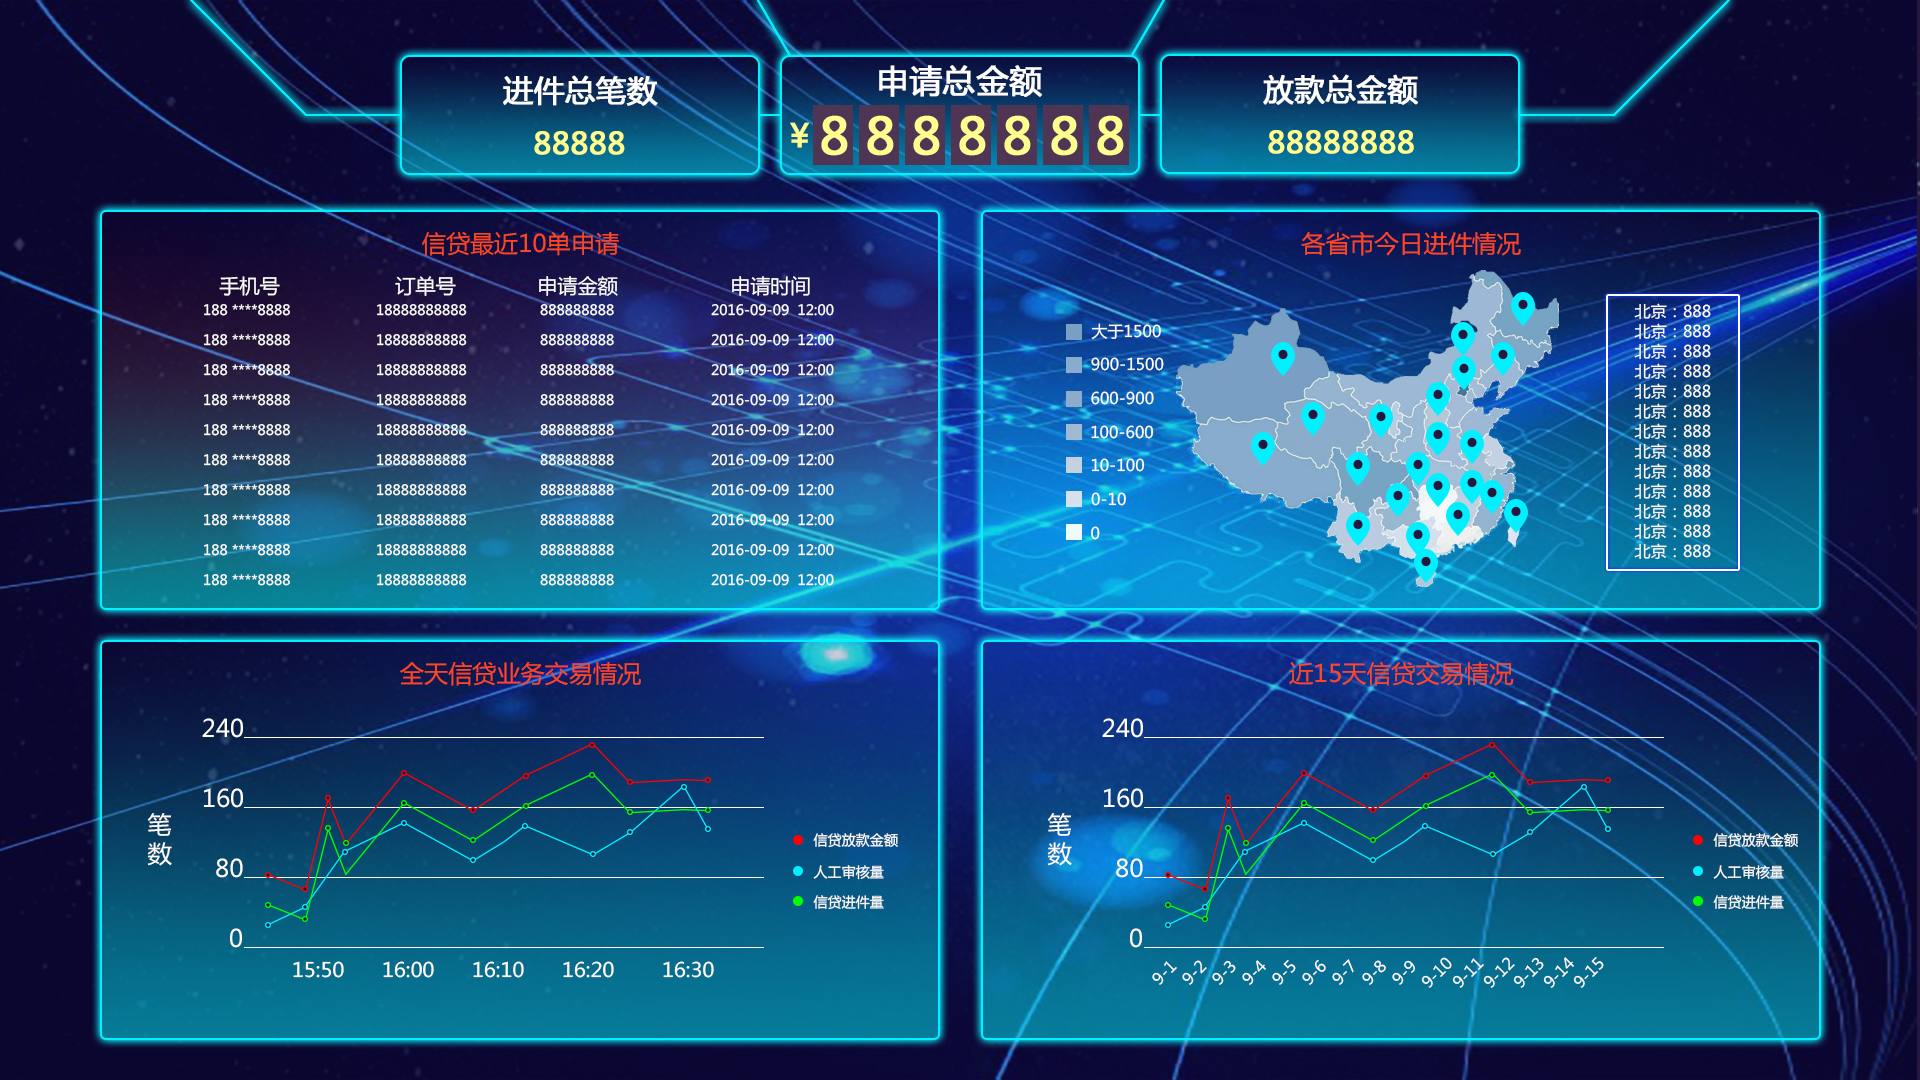 进件总笔数
88888
申请总金额
¥ 8888888
放款总金额
88888888
信贷最近10单申请
手机号 订单号 申请金额 申请时间
188 ****8888 18888888888 888888888 2016-09-09 12:00
188 ****8888 18888888888 888888888 2016-09-09 12:00
188 ****8888 18888888888 888888888 2016-09-09 12:00
188 ****8888 18888888888 888888888 2016-09-09 12:00
188 ****8888 18888888888 888888888 2016-09-09 12:00
188 ****8888 18888888888 888888888 2016-09-09 12:00
188 ****8888 18888888888 888888888 2016-09-09 12:00
188 ****8888 18888888888 888888888 2016-09-09 12:00
188 ****8888 18888888888 888888888 2016-09-09 12:00
188 ****8888 18888888888 888888888 2016-09-09 12:00
各省市今日进件情况
大于1500
900-1500
600-900
100-600
10-100
0-10
0
北京：888
北京：888
北京：888
北京：888
北京：888
北京：888
北京：888
北京：888
北京：888
北京：888
北京：888
北京：888
北京：888
全天信贷业务交易情况
笔数
240
160
80
0
15:50 16:00 16:10 16:20 16:30
信贷放款金额
人工审核量
信贷进件量
近15天信贷交易情况
笔数
240
160
80
0
9-1 9-2 9-3 9-4 9-5 9-6 9-7 9-8 9-9 9-10 9-11 9-12 9-13 9-14 9-15
信贷放款金额
人工审核量
信贷进件量